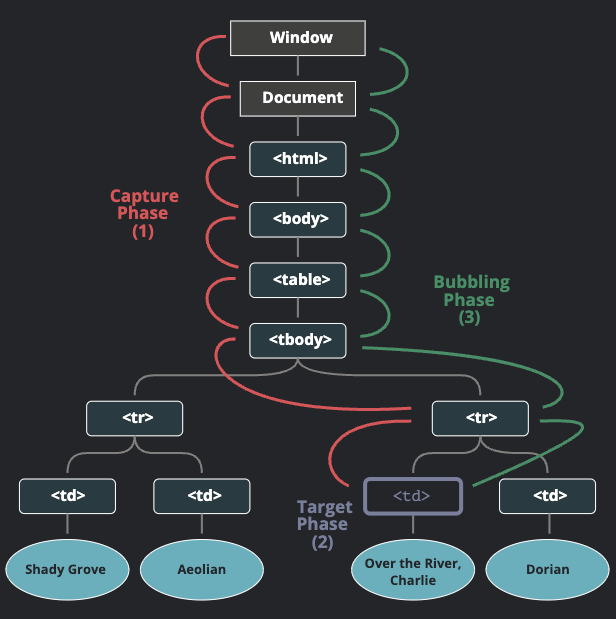 Window
Document
<html>
Capture
Phase
(1)
<body>
<table>
Bubbling
Phase
(3)
<tbody>
<tr>
<tr>
<td>
<td>
<td>
<td>
Target
Phase
(2)
Shady Grove
Aeolian
Over the River,
Charlie
Dorian